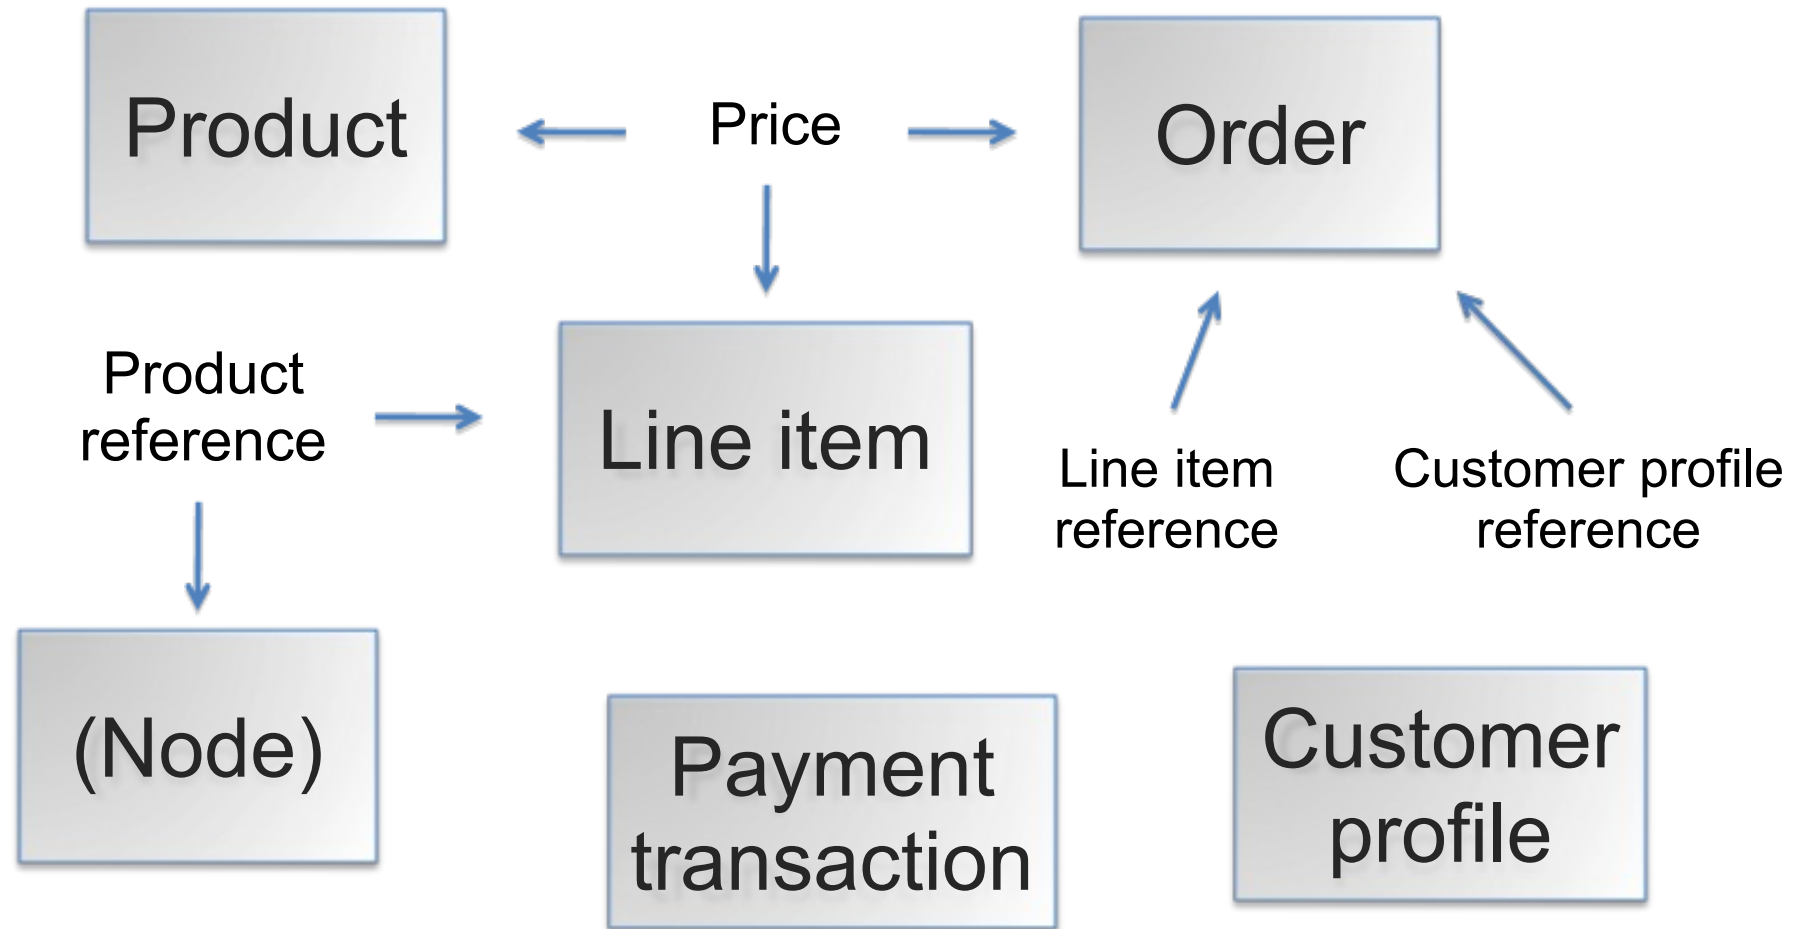 Product
Price
Order
Product
reference
Line item
Line item
reference
Customer profile
reference
(Node)
Payment
transaction
Customer
profile